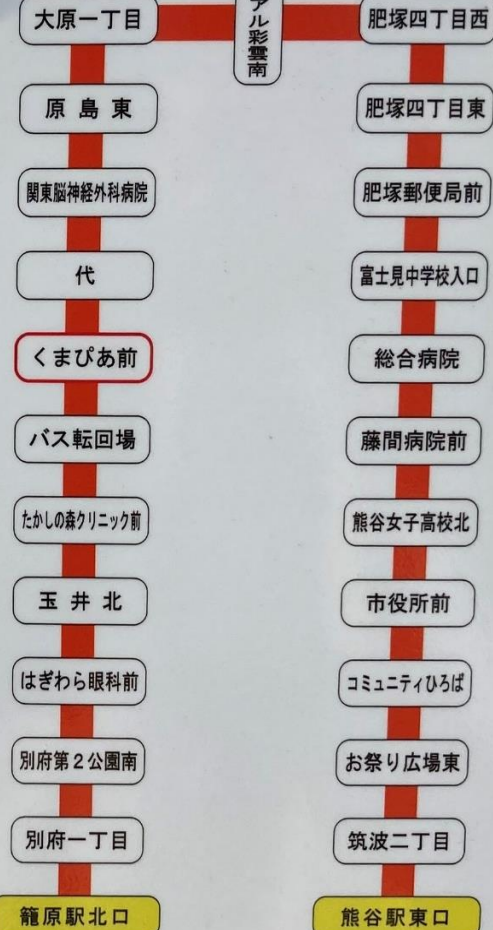 大原一丁目
原島東
関東脳神経外科病院
代
くまぴあ前
バス転回場
たかしの森クリニック前
玉井北
はぎわら眼科前
別府第2公園南
別府一丁目
籠原駅北口
アル彩雲南
肥塚四丁目西
肥塚四丁目東
肥塚郵便局前
富士見中学校入口
総合病院
藤間病院前
熊谷女子高校北
市役所前
コミュニティひろば
お祭り広場東
筑波二丁目
熊谷駅東口